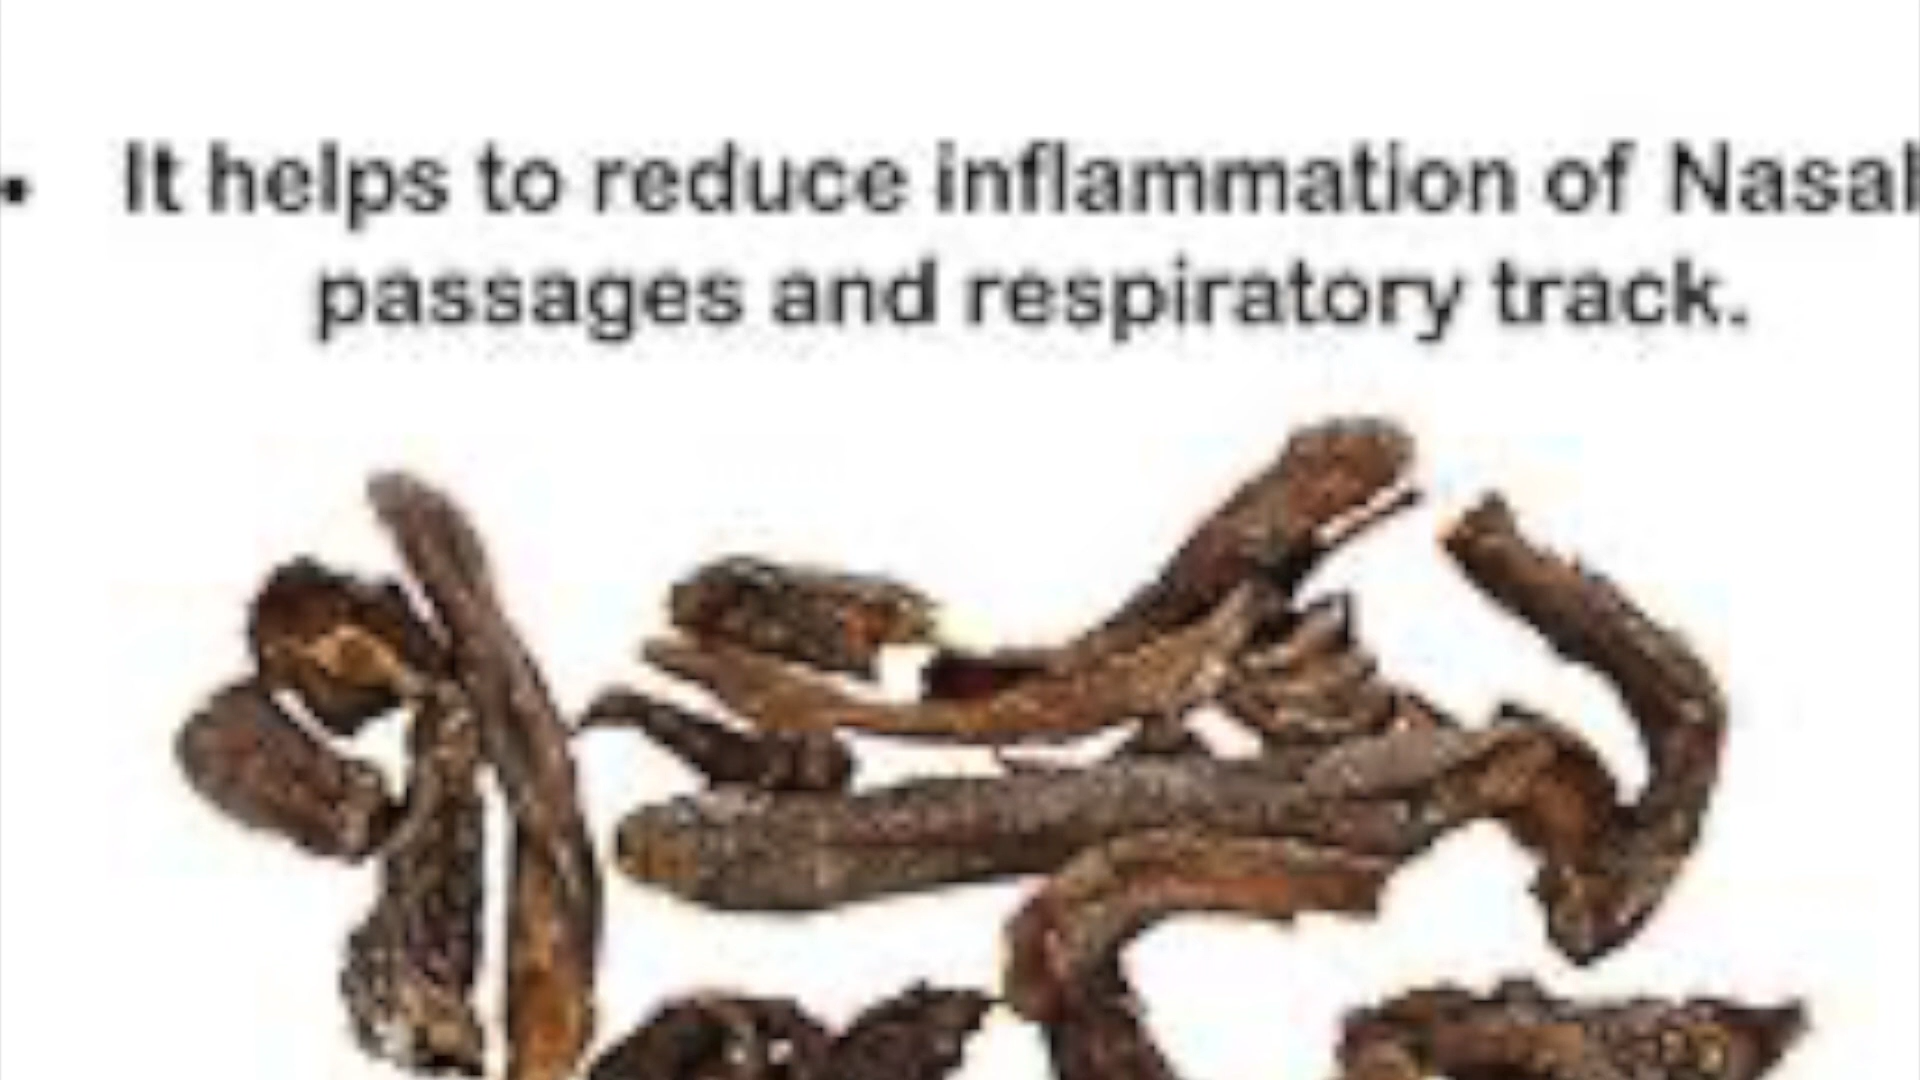 • It helps to reduce inflammation of Nasal
passages and respiratory track.